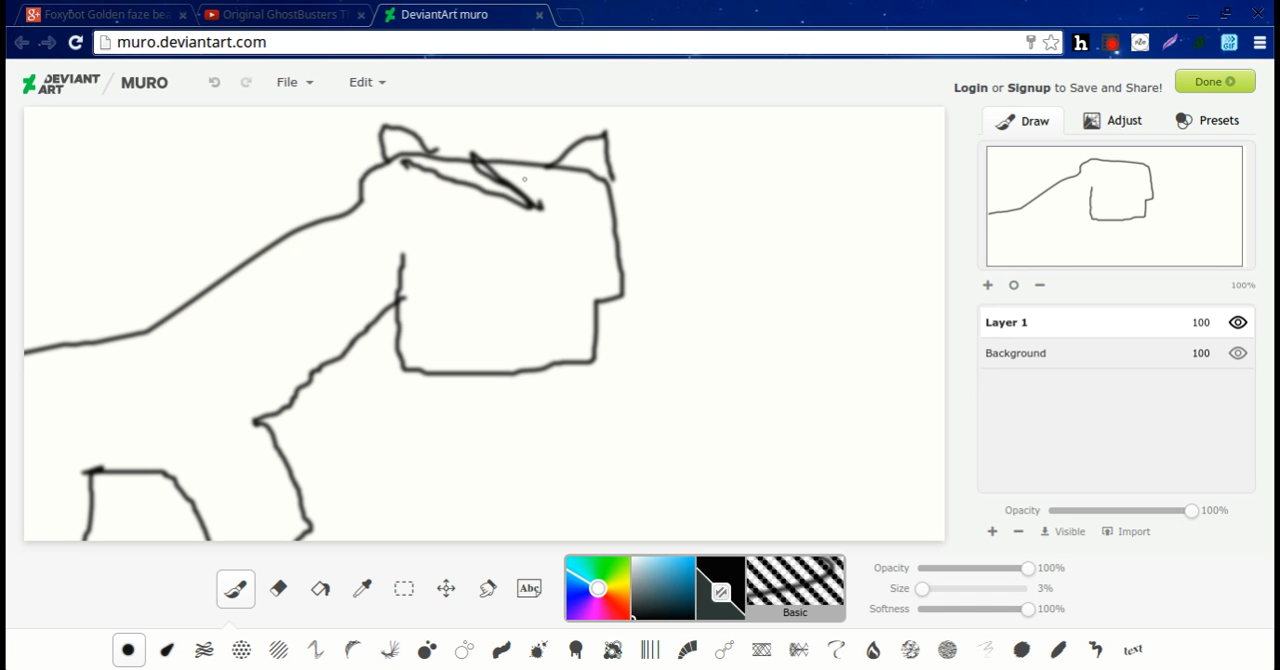 Foxybot Golden faze bea
Original GhostBusters T
DeviantArt muro
muro.deviantart.com
h
GIF
DEVIANT ART / MURO
File
Edit
Login or Signup to Save and Share!
Done
Draw
Adjust
Presets
100%
Layer 1 100
Background 100
Opacity 100%
Visible
Import
Abc
Basic
Opacity 100%
Size 3%
Softness 100%
text